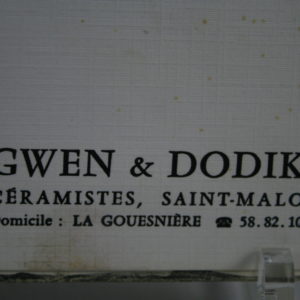 GWEN & DODIK
CÉRAMISTES, SAINT-MALO
omicile : LA GOUESNIÈRE ☎ 58.82.10